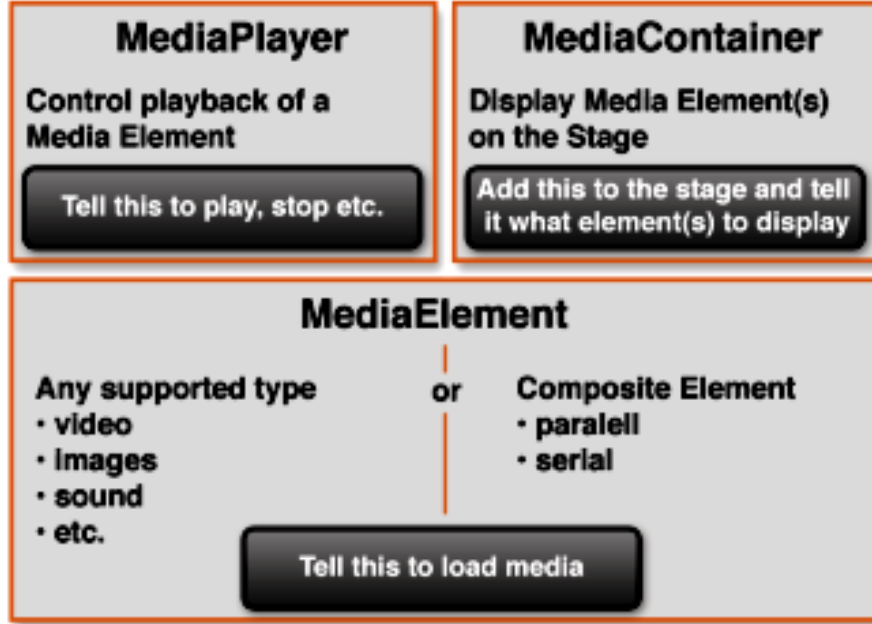 MediaPlayer
Control playback of a
Media Element
Tell this to play, stop etc.
MediaContainer
Display Media Element(s)
on the Stage
Add this to the stage and tell
it what element(s) to display
MediaElement
Any supported type
· video
· images
· sound
· etc.
or
Composite Element
· paralell
· serial
Tell this to load media